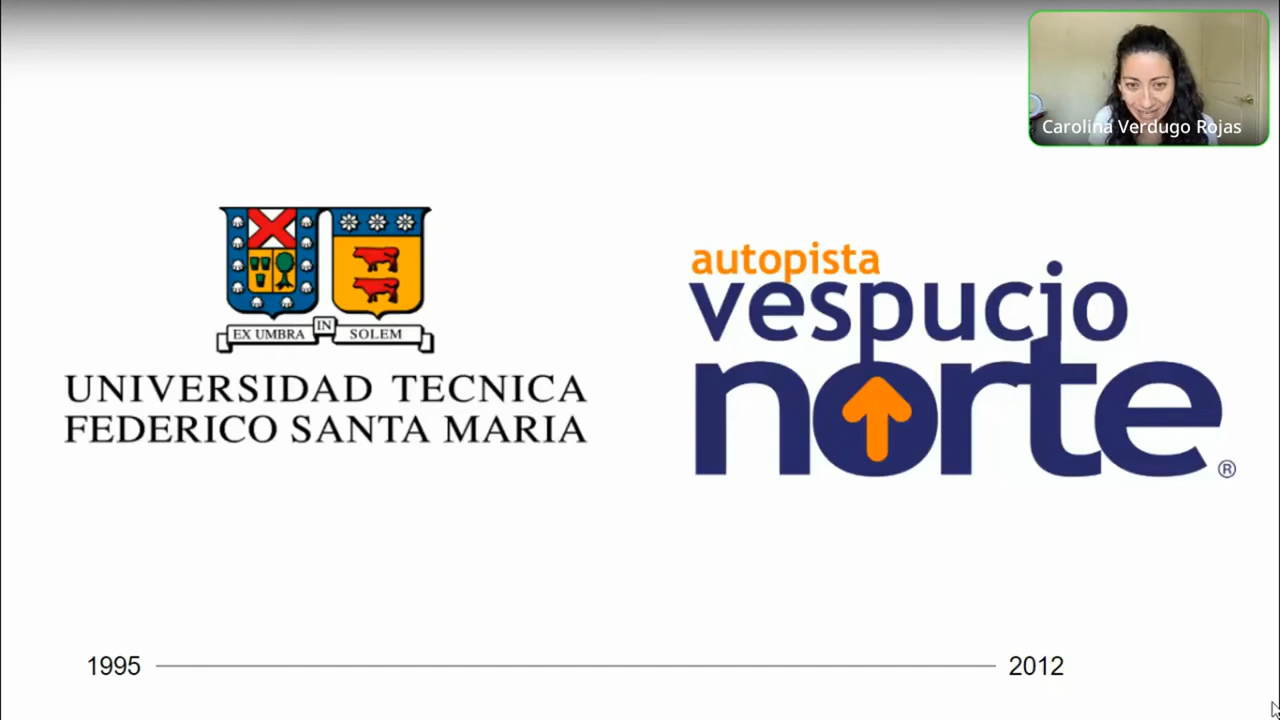 Carolina Verdugo Rojas
EX UMBRA IN SOLEM
UNIVERSIDAD TECNICA
FEDERICO SANTA MARIA
autopista
vespucio
norte ®
1995 2012